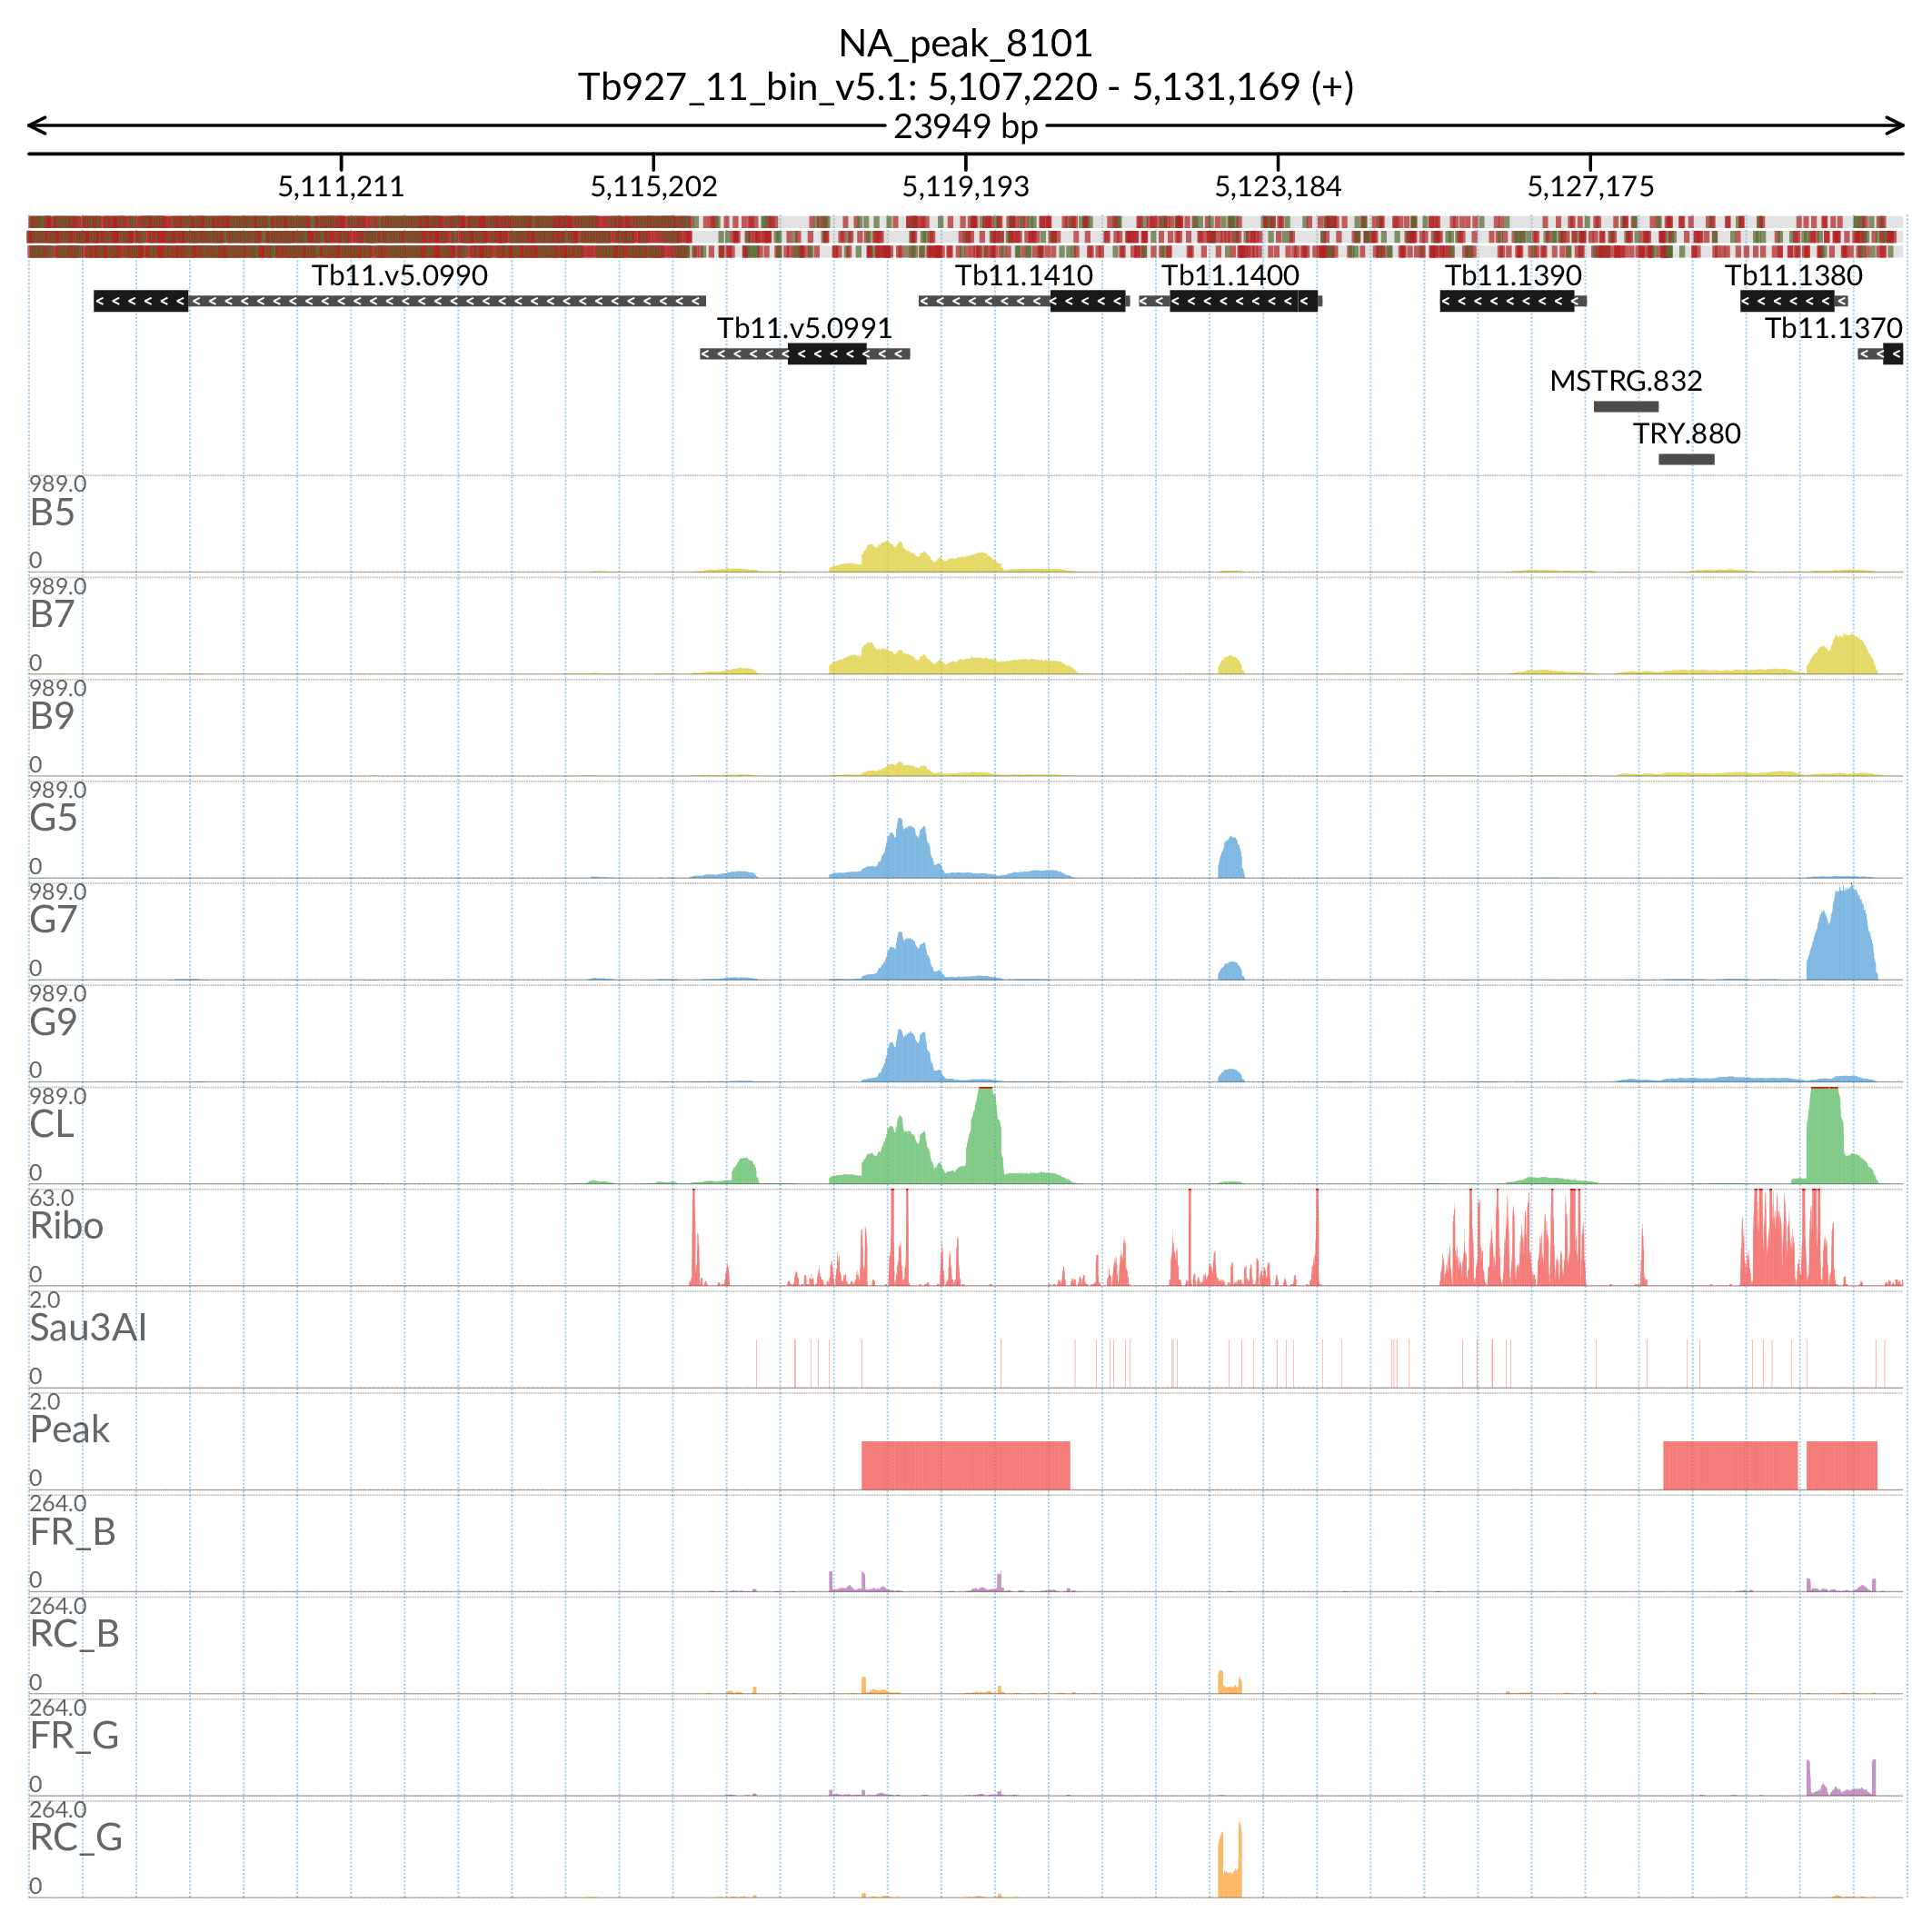 NA_peak_8101
Tb927_11_bin_v5.1: 5,107,220 - 5,131,169 (+)
23949 bp
5,111,211 5,115,202 5,119,193 5,123,184 5,127,175
Tb11.v5.0990 Tb11.1410 Tb11.1400 Tb11.1390 Tb11.1380
Tb11.v5.0991 Tb11.1370
MSTRG.832
TRY.880
989.0
B5
0
989.0
B7
0
989.0
B9
0
989.0
G5
0
989.0
G7
0
989.0
G9
0
989.0
CL
0
63.0
Ribo
0
2.0
Sau3AI
0
2.0
Peak
0
264.0
FR_B
0
264.0
RC_B
0
264.0
FR_G
0
264.0
RC_G
0